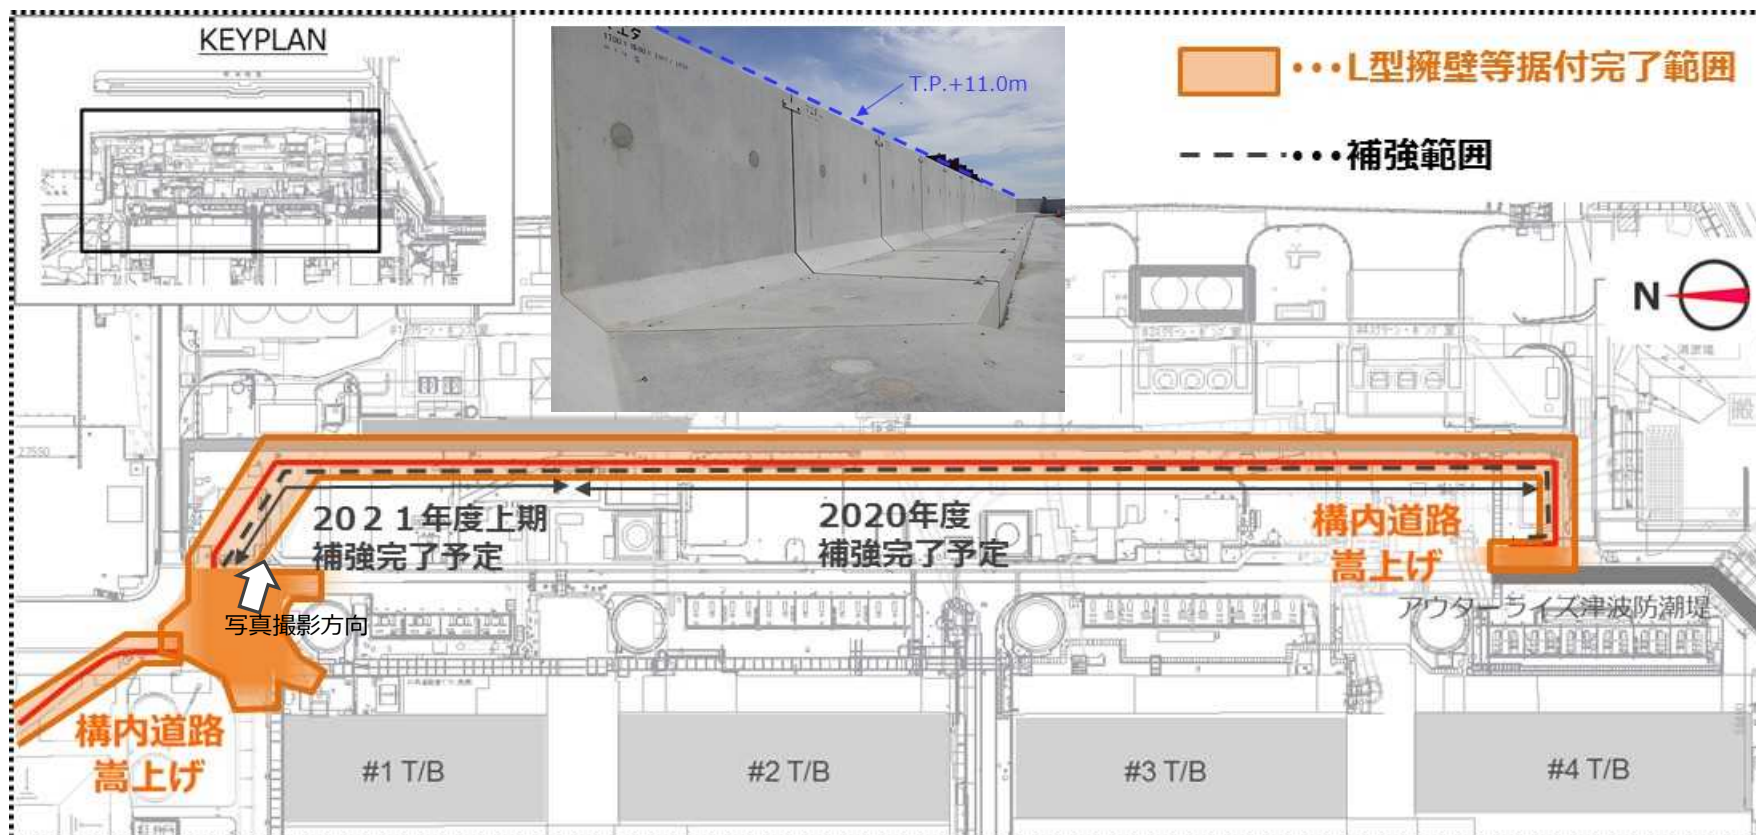 KEYPLAN
T.P.+11.0m
・・・L型擁壁等据付完了範囲
・・・補強範囲
N
27550
2021年度上期
補強完了予定
2020年度
補強完了予定
構内道路
嵩上げ
写真撮影方向
アウターライズ津波防潮堤
構内道路
嵩上げ
#1 T/B
#2 T/B
#3 T/B
#4 T/B